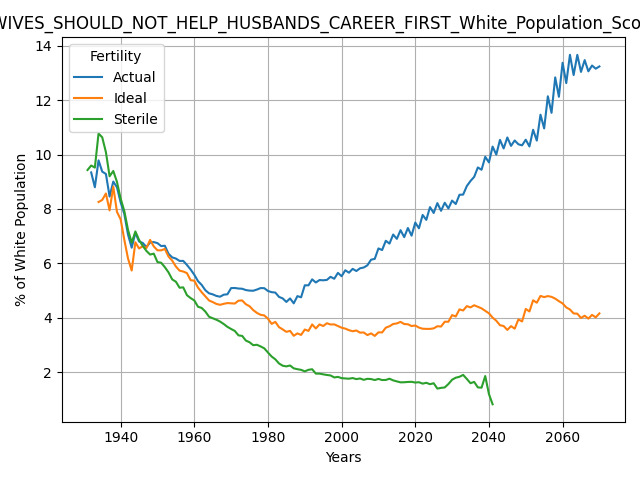 WIVES_SHOULD_NOT_HELP_HUSBANDS_CAREER_FIRST_White_Population_Sco
Fertility
Actual
Ideal
Sterile
14
12
10
8
6
4
2
% of White Population
1940 1960 1980 2000 2020 2040 2060
Years